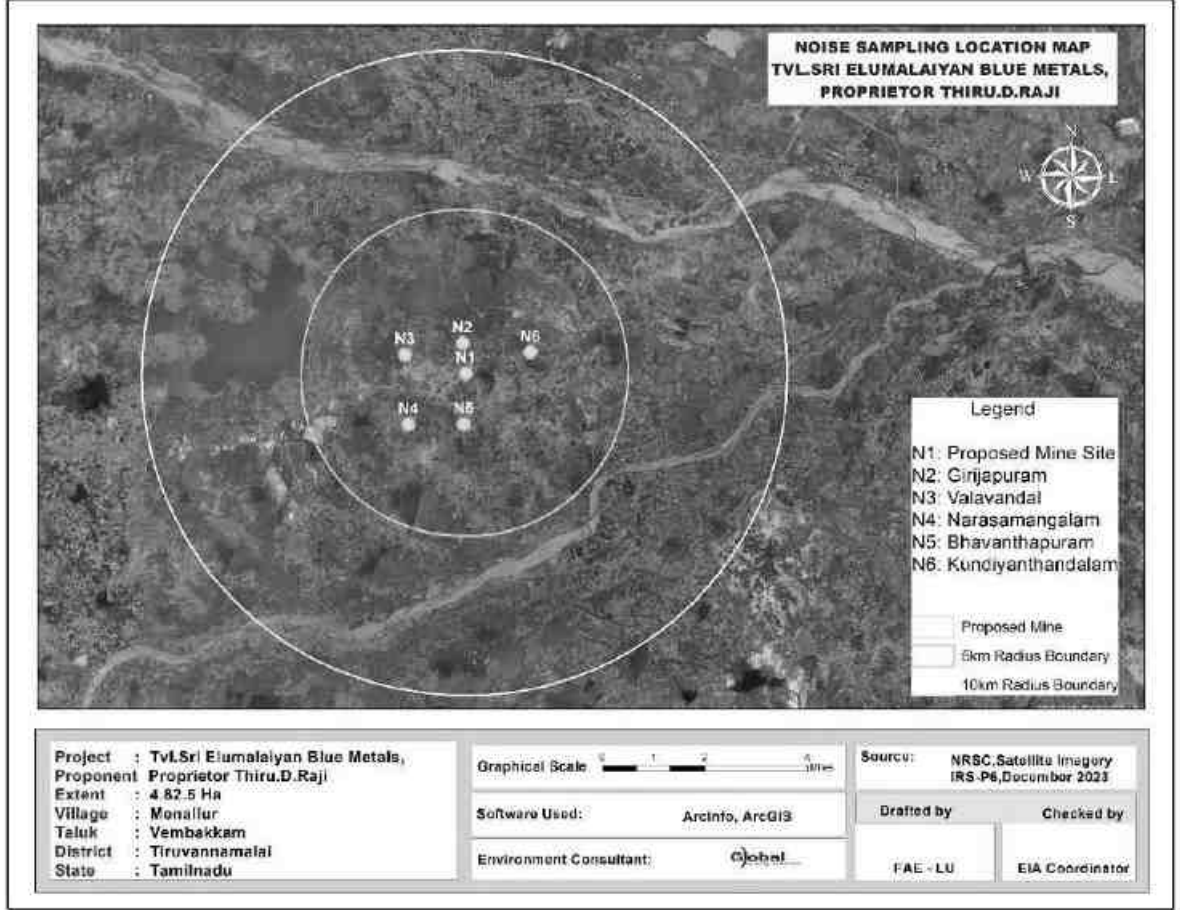 NOISE SAMPLING LOCATION MAP
TVL.SRI ELUMALAIYAN BLUE METALS,
PROPRIETOR THIRU.D.RAJI
N
W E
S
N2
N3 N6
N1
N4 N5
Legend
N1: Proposed Mine Site
N2: Girijapuram
N3: Valavandal
N4: Narasamangalam
N5: Bhavanthapuram
N6: Kundiyanthandalam
Proposed Mine
5km Radius Boundary
10km Radius Boundary
Project : Tvl.Sri Elumalaiyan Blue Metals,
Proponent Proprietor Thiru.D.Raji
Extent : 4.82.5 Ha
Village : Menallur
Taluk : Vembakkam
District : Tiruvannamalai
State : Tamilnadu
Graphical Scale 0 1 2 4 Miles
Software Used: ArcInfo, ArcGIS
Environment Consultant: Global
Source: NRSC,Satellite Imagery
IRS-P6,December 2023
Drafted by Checked by
FAE - LU EIA Coordinator